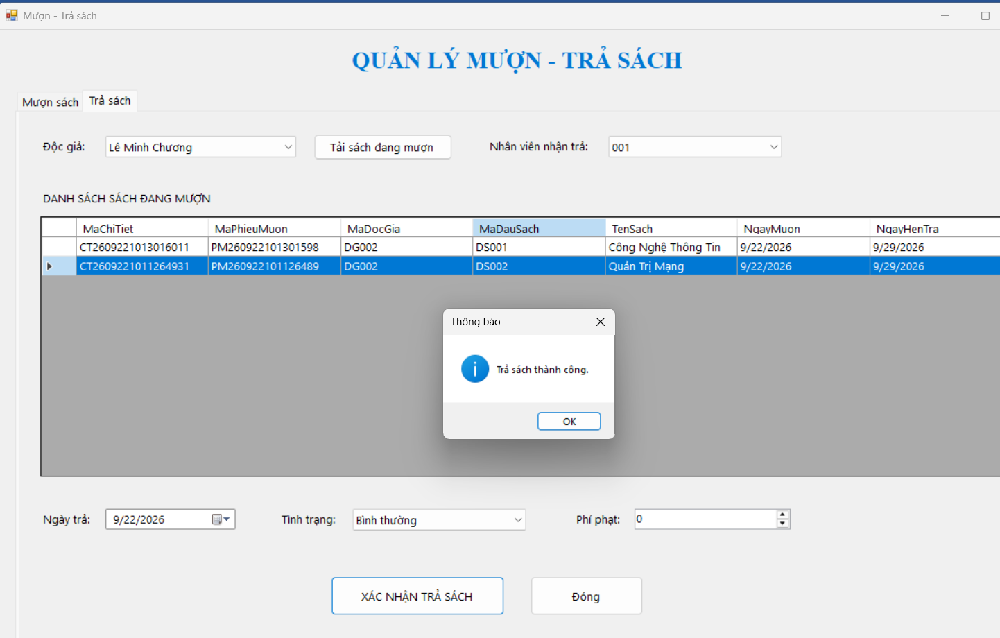 Mượn - Trả sách
QUẢN LÝ MƯỢN - TRẢ SÁCH
Mượn sách Trả sách
Độc giả: Lê Minh Chương Tải sách đang mượn Nhân viên nhận trả: 001
DANH SÁCH SÁCH ĐANG MƯỢN
MaChiTiet MaPhieuMuon MaDocGia MaDauSach TenSach NgayMuon NgayHenTra
CT2609221013016011 PM260922101301598 DG002 DS001 Công Nghệ Thông Tin 9/22/2026 9/29/2026
CT2609221011264931 PM260922101126489 DG002 DS002 Quản Trị Mạng 9/22/2026 9/29/2026
Thông báo
Trả sách thành công.
OK
Ngày trả: 9/22/2026 Tình trạng: Bình thường Phí phạt: 0
XÁC NHẬN TRẢ SÁCH Đóng